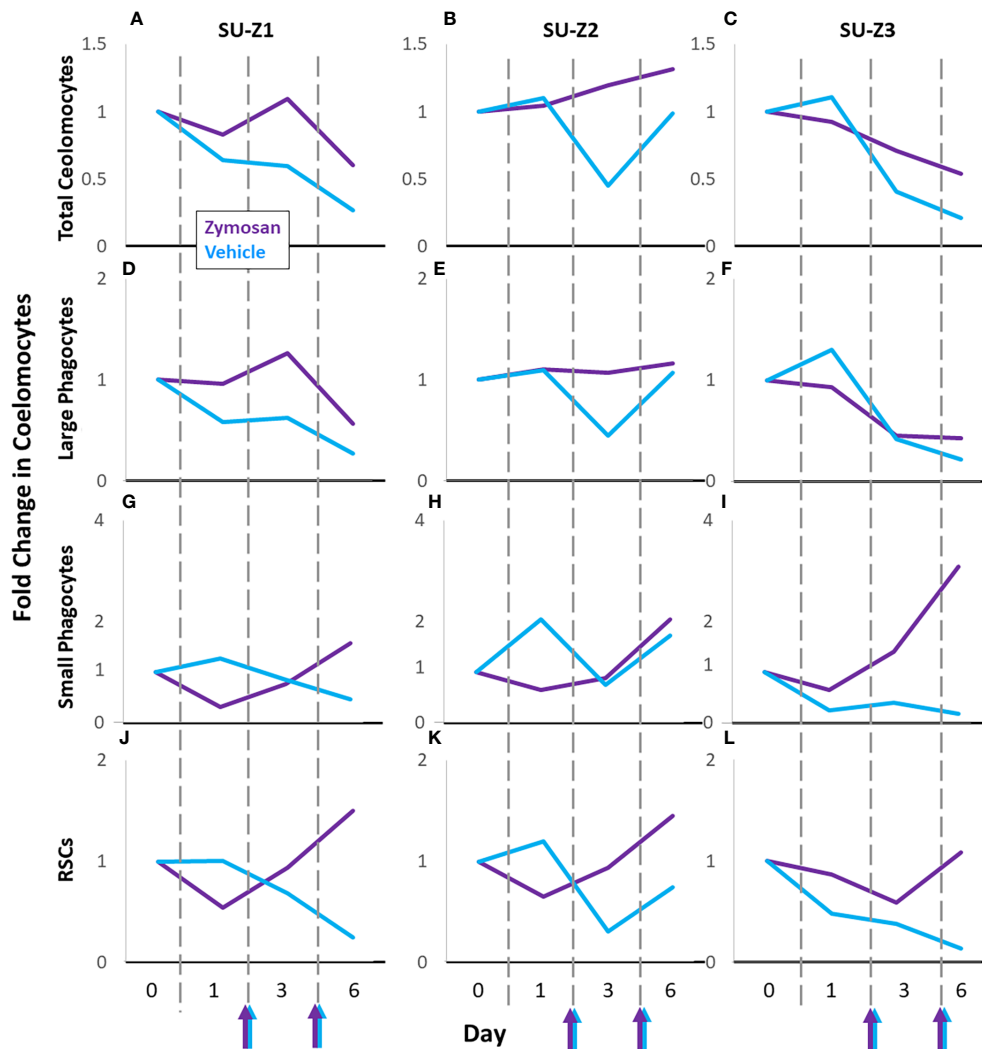 A
SU-Z1
B
SU-Z2
C
SU-Z3
Fold Change in Coelomocytes
Total Ceolomocytes
1.5
1
0.5
0
1.5
1
0.5
0
1.5
1
0.5
0
Zymosan
Vehicle
D
E
F
Large Phagocytes
2
1
0
2
1
0
2
1
0
G
H
I
Small Phagocytes
4
2
1
0
4
2
1
0
4
2
1
0
J
K
L
RSCs
2
1
0
2
1
0
2
1
0
0 1 3 6
0 1 3 6
0 1 3 6
Day